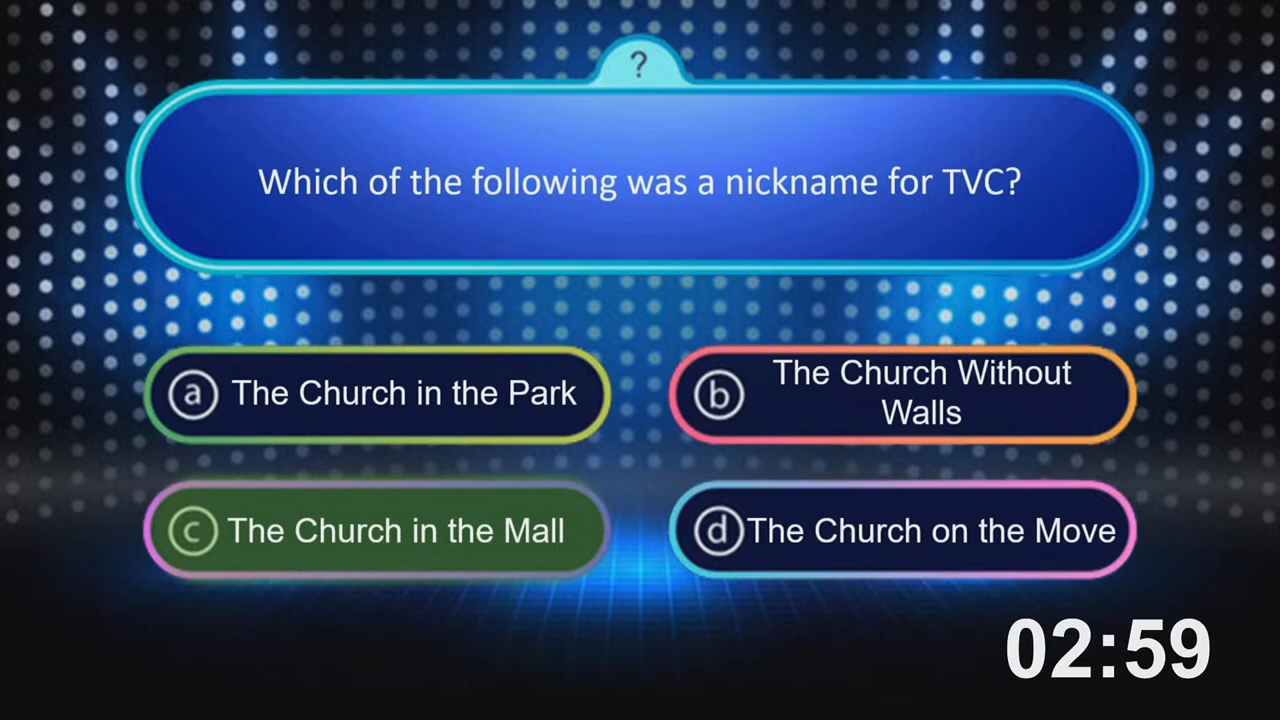 ?
Which of the following was a nickname for TVC?
a The Church in the Park
b The Church Without
Walls
c The Church in the Mall
d The Church on the Move
02:59